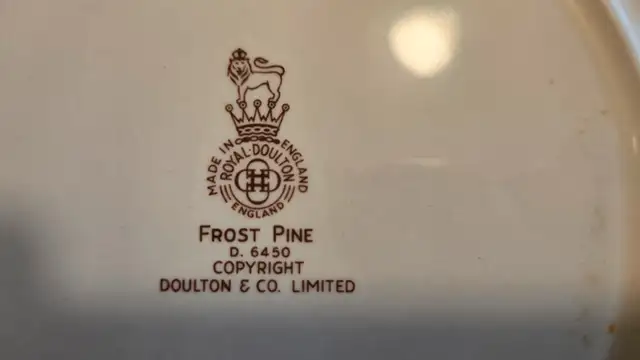 MADE IN ENGLAND
ROYAL·DOULTON
ENGLAND
FROST PINE
D. 6450
COPYRIGHT
DOULTON & CO. LIMITED